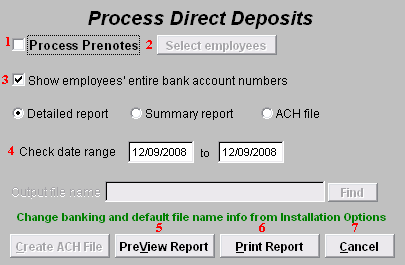 Process Direct Deposits
1 Process Prenotes 2 Select employees
3 Show employees' entire bank account numbers
Detailed report Summary report ACH file
4 Check date range 12/09/2008 to 12/09/2008
Output file name Find
Change banking and default file name info from Installation Options
5 6 7
Create ACH File PreView Report Print Report Cancel